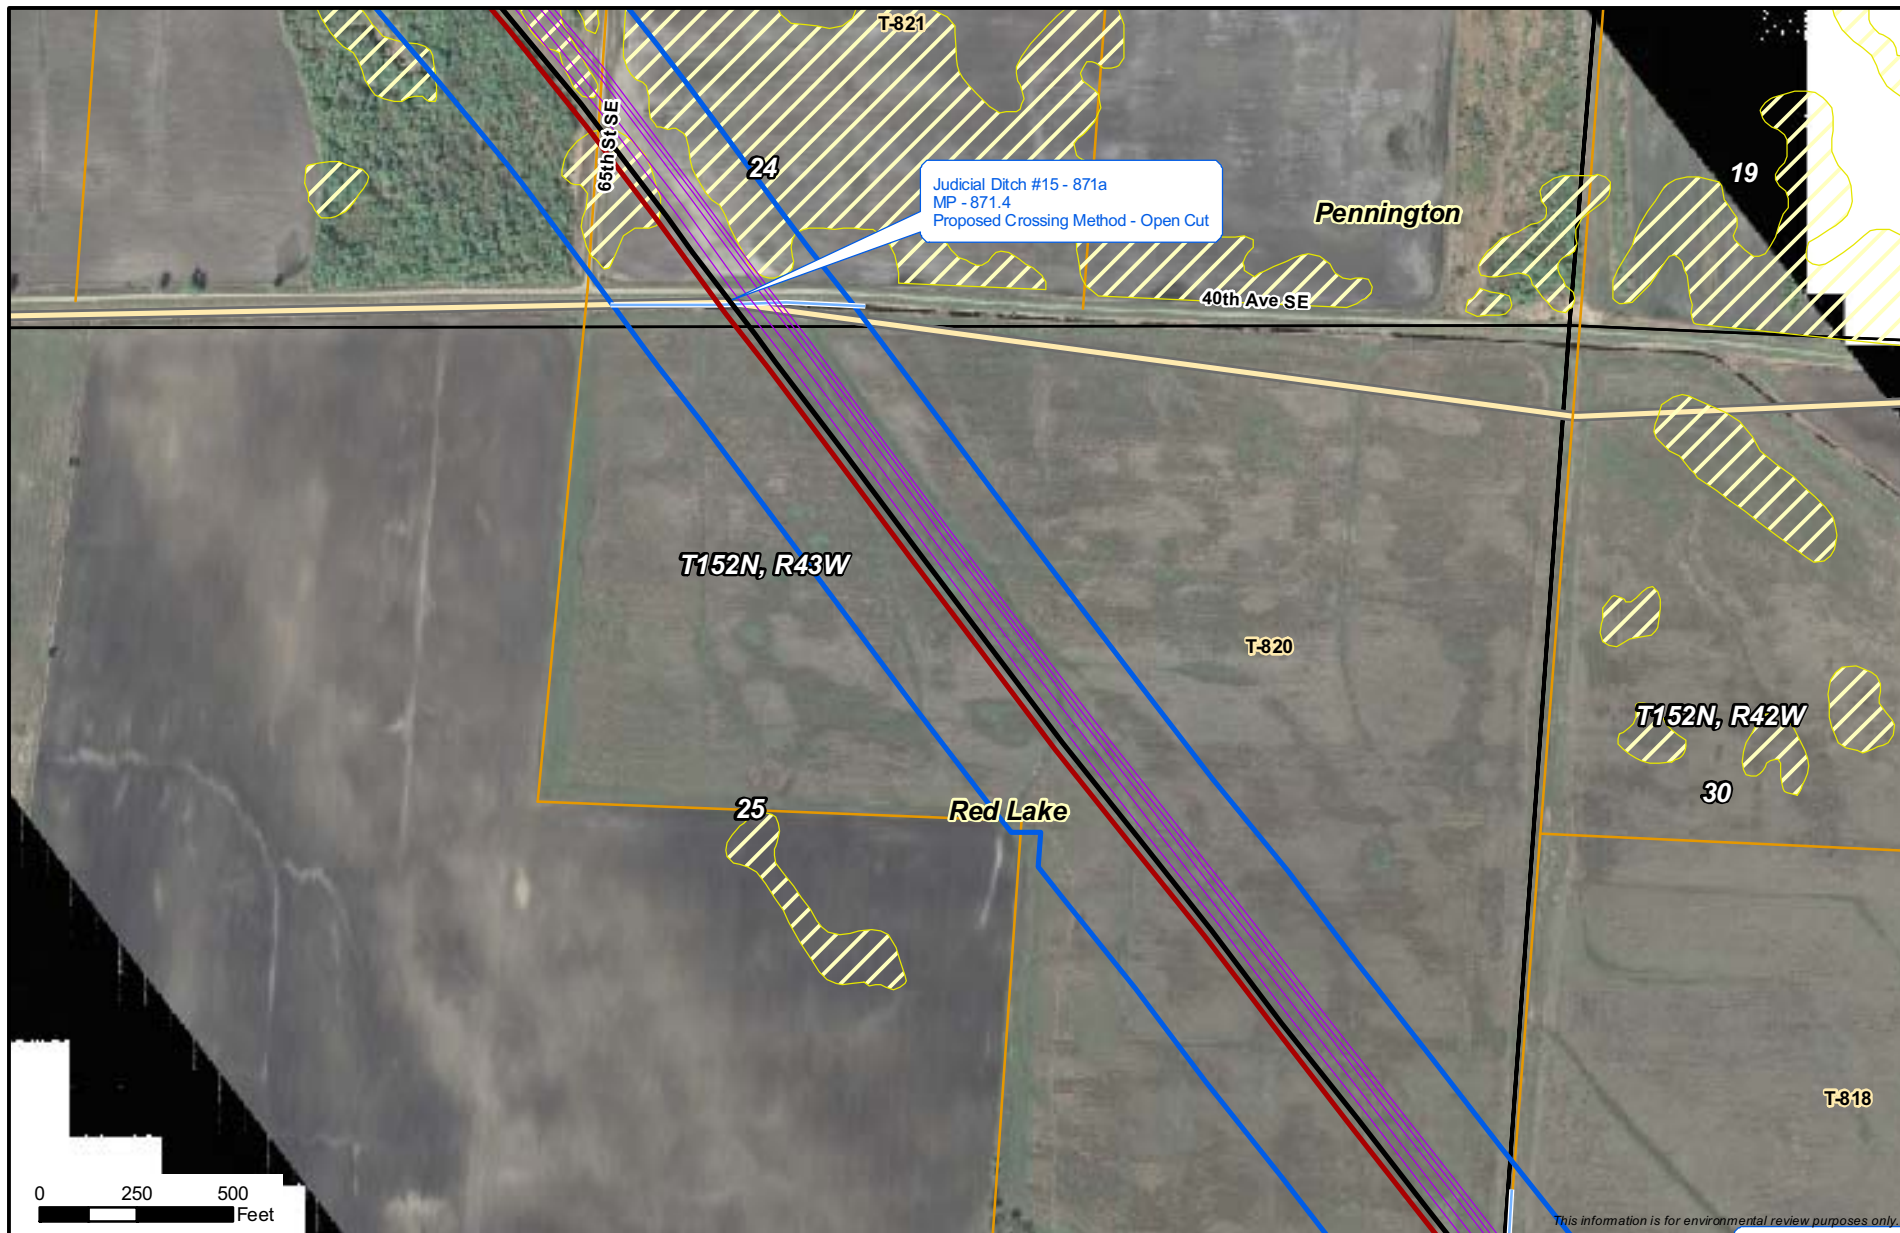 T-821
65th St SE
24
Judicial Ditch #15 - 871a
MP - 871.4
Proposed Crossing Method - Open Cut
19
Pennington
40th Ave SE
T152N, R43W
T-820
T152N, R42W
30
25
Red Lake
T-818
0 250 500
Feet
This information is for environmental review purposes only.